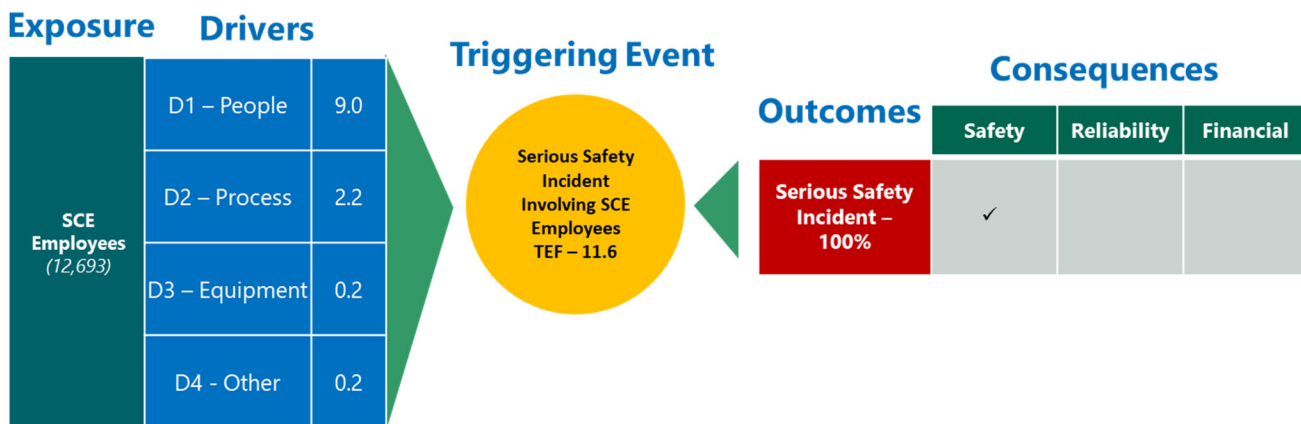 Exposure
Drivers
SCE
Employees
(12,693)
D1 – People
9.0
D2 – Process
2.2
D3 – Equipment
0.2
D4 - Other
0.2
Triggering Event
Serious Safety
Incident
Involving SCE
Employees
TEF – 11.6
Outcomes
Serious Safety
Incident –
100%
Consequences
Safety
Reliability
Financial
✓